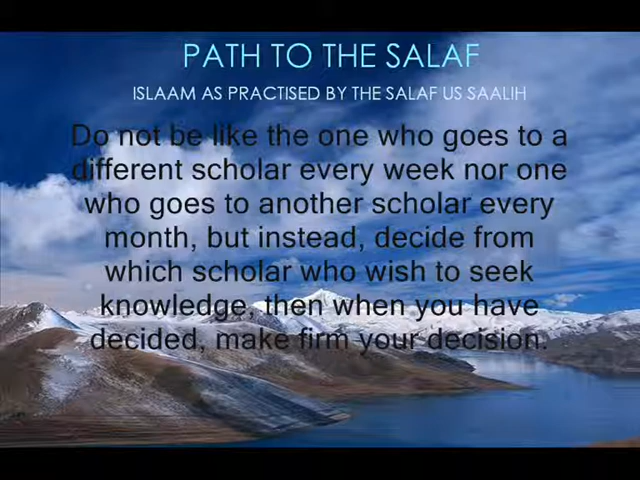 PATH TO THE SALAF
ISLAAM AS PRACTISED BY THE SALAF US SAALIH
Do not be like the one who goes to a
different scholar every week nor one
who goes to another scholar every
month, but instead, decide from
which scholar who wish to seek
knowledge, then when you have
decided, make firm your decision.